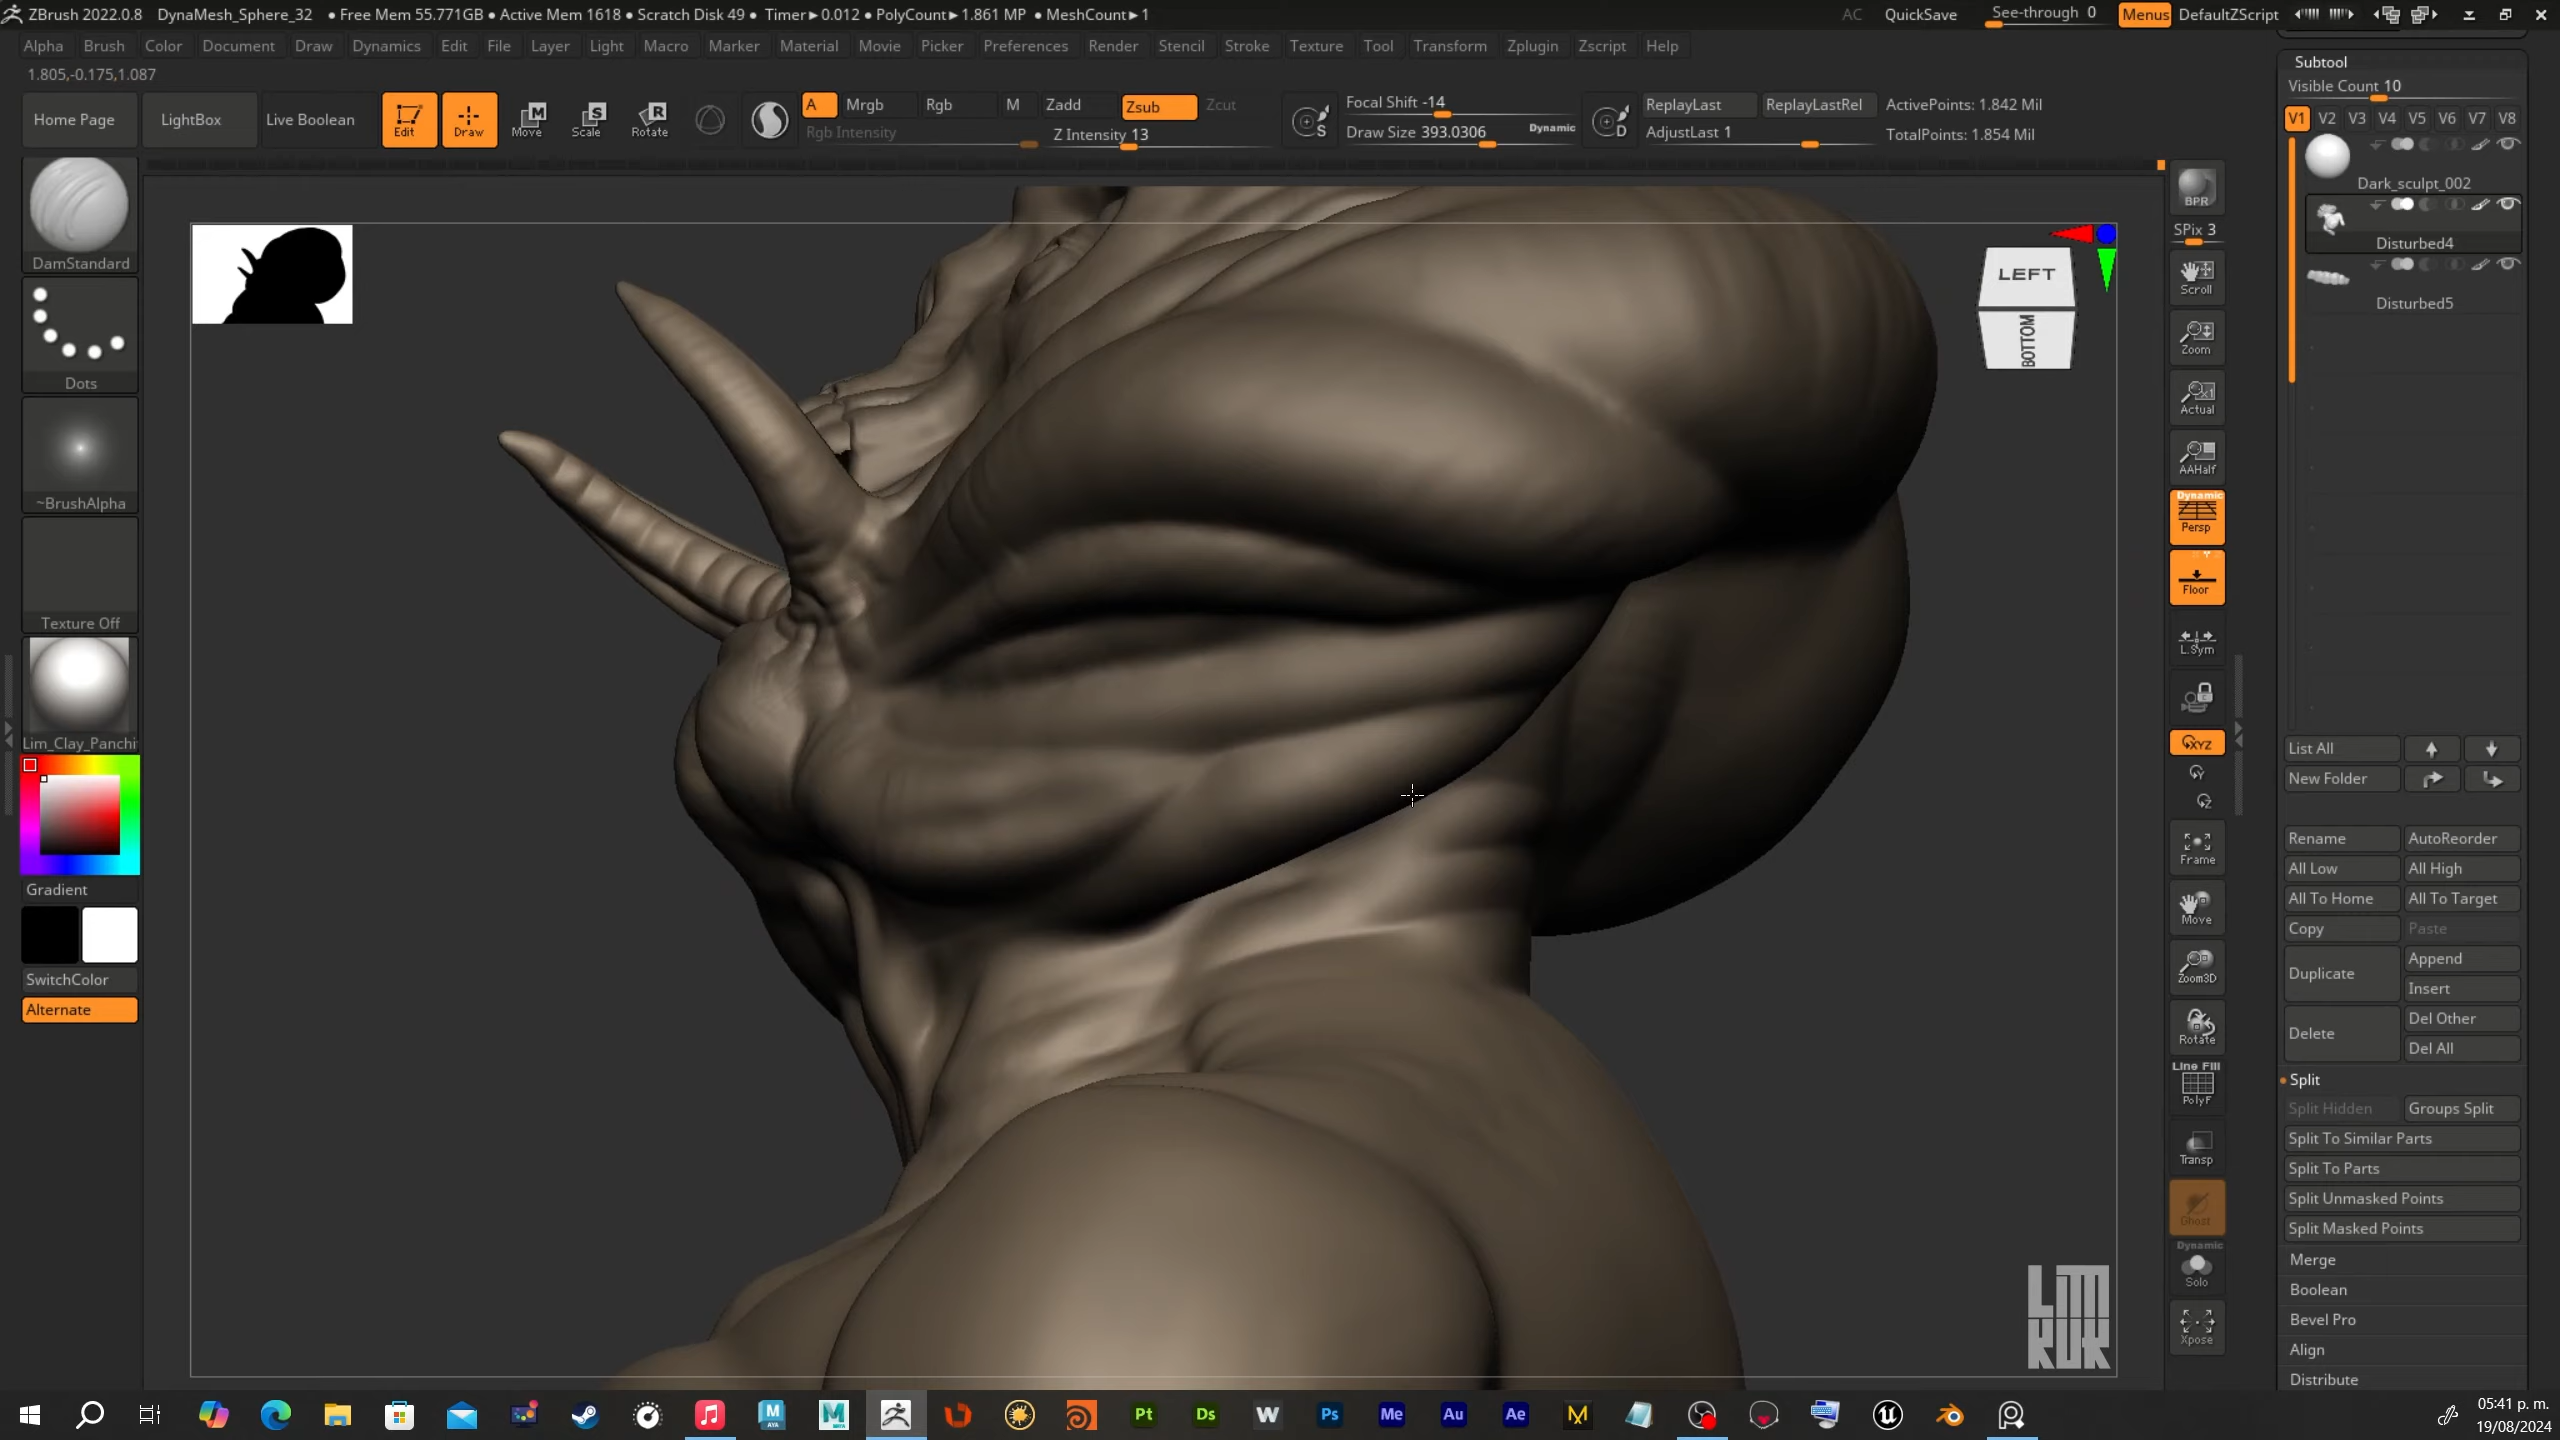 ZBrush 2022.0.8 DynaMesh_Sphere_32 ● Free Mem 55.771GB ● Active Mem 1618 ● Scratch Disk 49 ● Timer►0.012 ● PolyCount►1.861 MP ● MeshCount►1 AC QuickSave See-through 0 Menus DefaultZScript
Alpha Brush Color Document Draw Dynamics Edit File Layer Light Macro Marker Material Movie Picker Preferences Render Stencil Stroke Texture Tool Transform Zplugin Zscript Help
1.805,-0.175,1.087
Home Page LightBox Live Boolean Edit Draw Move Scale Rotate
A Mrgb Rgb M Zadd Zsub Zcut
Rgb Intensity Z Intensity 13
Focal Shift -14
Draw Size 393.0306 Dynamic
ReplayLast ReplayLastRel ActivePoints: 1.842 Mil
AdjustLast 1 TotalPoints: 1.854 Mil
DamStandard
Dots
~BrushAlpha
Texture Off
Lim_Clay_Panchi
Gradient
SwitchColor
Alternate
LEFT
BOTTOM
LIM
KUK
BPR
SPix 3
Scroll
Zoom
Actual
AAHalf
Dynamic
Persp
Floor
L.Sym
XYZ
Y
Z
Frame
Move
Zoom3D
Rotate
Line Fill
PolyF
Transp
Ghost
Dynamic
Solo
Xpose
Subtool
Visible Count 10
V1 V2 V3 V4 V5 V6 V7 V8
Dark_sculpt_002
Disturbed4
Disturbed5
List All
New Folder
Rename AutoReorder
All Low All High
All To Home All To Target
Copy Paste
Duplicate Append
Insert
Delete Del Other
Del All
Split
Split Hidden Groups Split
Split To Similar Parts
Split To Parts
Split Unmasked Points
Split Masked Points
Merge
Boolean
Bevel Pro
Align
Distribute
Pt Ds W Ps Me Au Ae
05:41 p. m.
19/08/2024